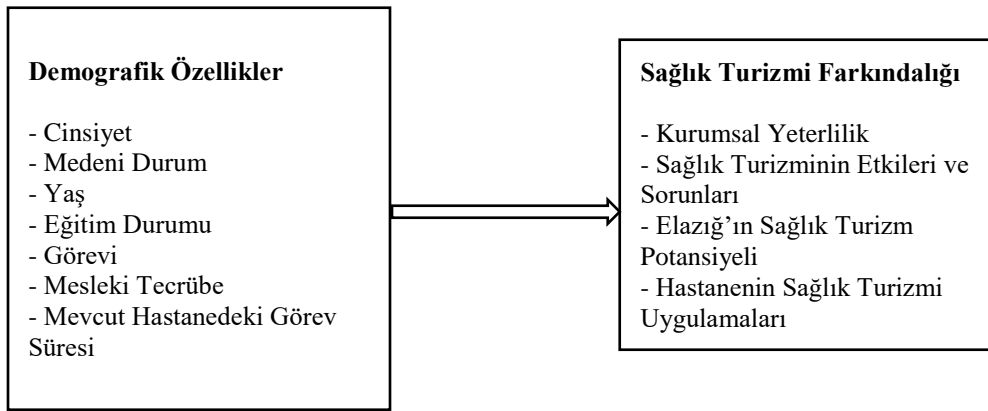 Demografik Özellikler
- Cinsiyet
- Medeni Durum
- Yaş
- Eğitim Durumu
- Görevi
- Mesleki Tecrübe
- Mevcut Hastanedeki Görev
Süresi
Sağlık Turizmi Farkındalığı
- Kurumsal Yeterlilik
- Sağlık Turizminin Etkileri ve
Sorunları
- Elazığ’ın Sağlık Turizm
Potansiyeli
- Hastanenin Sağlık Turizmi
Uygulamaları